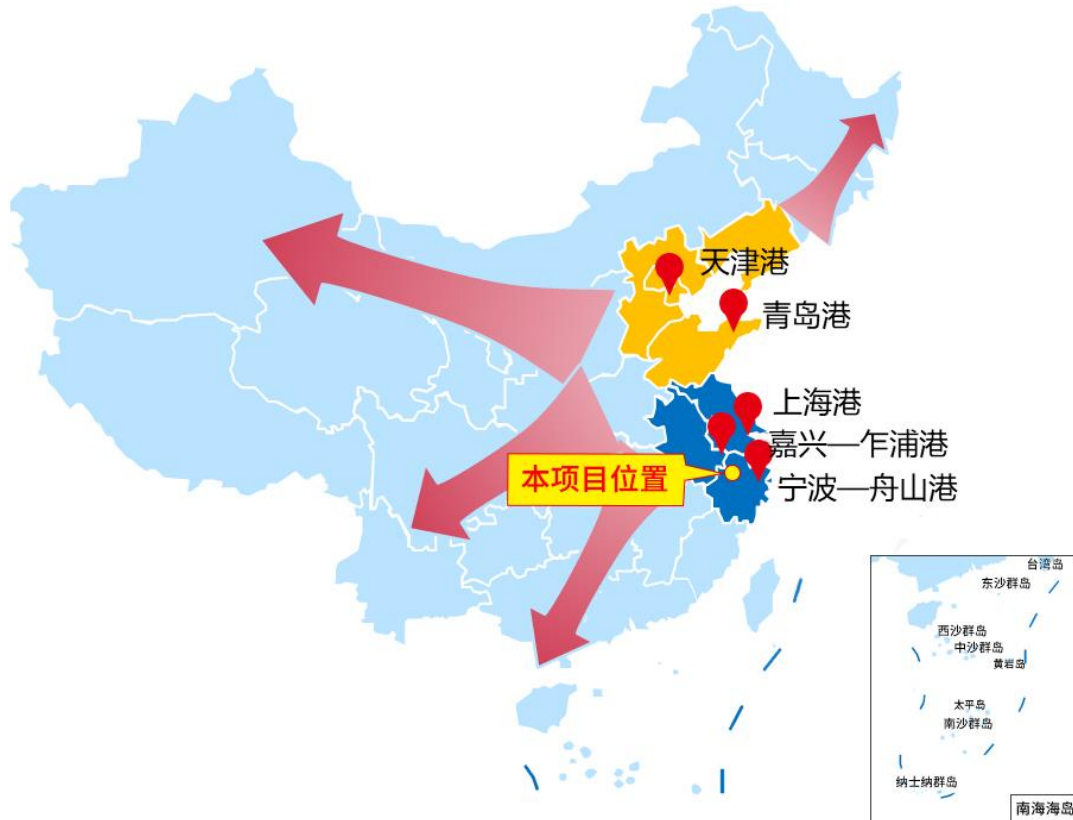 天津港
青岛港
上海港
嘉兴—乍浦港
本项目位置
宁波—舟山港
台湾岛
东沙群岛
西沙群岛
中沙群岛
黄岩岛
太平岛
南沙群岛
纳士纳群岛
南海海岛